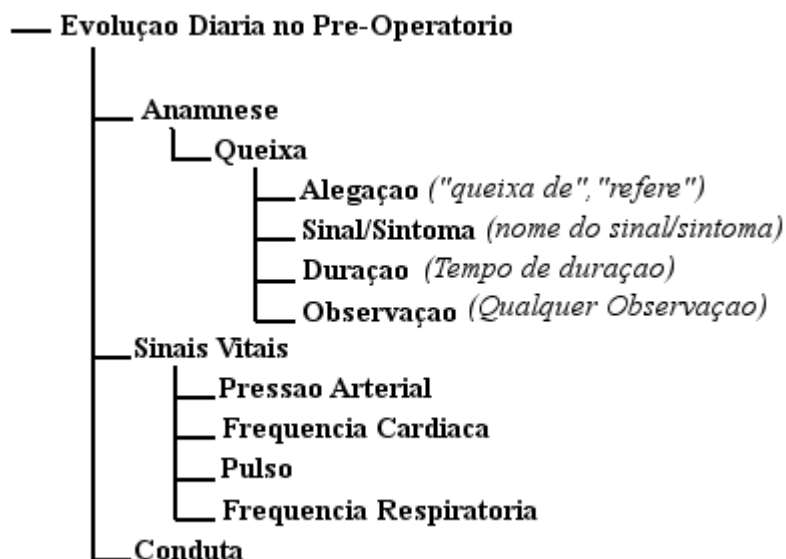 Evoluçao Diaria no Pre-Operatorio
Anamnese
Queixa
Alegaçao ("queixa de", "refere")
Sinal/Sintoma (nome do sinal/sintoma)
Duraçao (Tempo de duraçao)
Observaçao (Qualquer Observaçao)
Sinais Vitais
Pressao Arterial
Frequencia Cardiaca
Pulso
Frequencia Respiratoria
Conduta